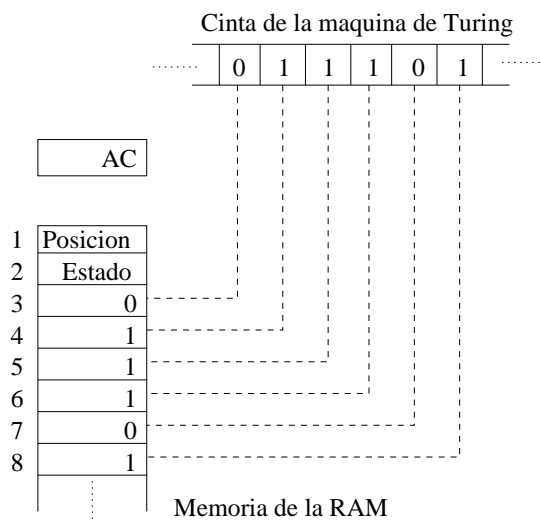 Cinta de la maquina de Turing
0 1 1 1 0 1
AC
1 Posicion
2 Estado
3 0
4 1
5 1
6 1
7 0
8 1
Memoria de la RAM